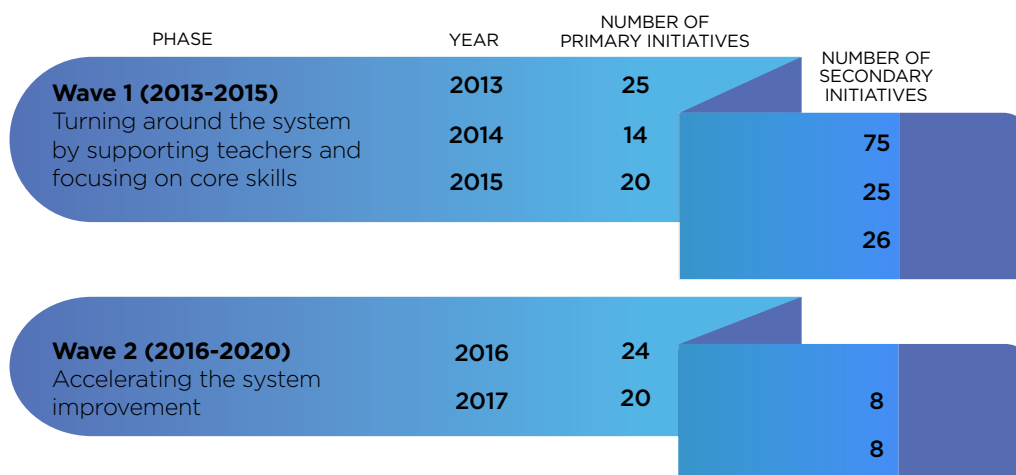 PHASE
YEAR
NUMBER OF
PRIMARY INITIATIVES
NUMBER OF
SECONDARY
INITIATIVES
Wave 1 (2013-2015)
Turning around the system
by supporting teachers and
focusing on core skills
2013 25
2014 14
2015 20
75
25
26
Wave 2 (2016-2020)
Accelerating the system
improvement
2016 24
2017 20
8
8